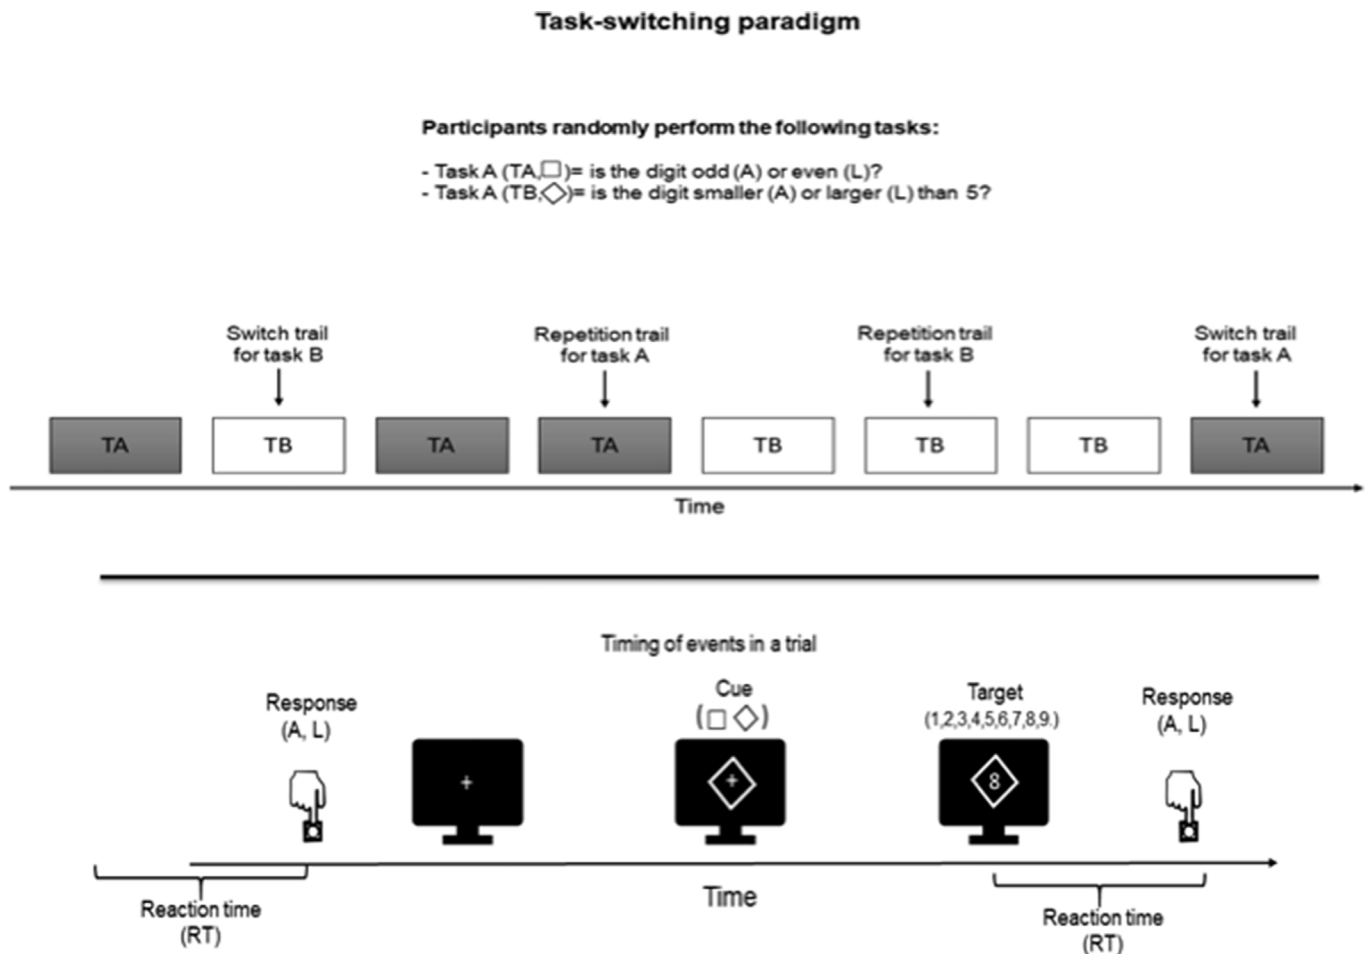 Task-switching paradigm
Participants randomly perform the following tasks:
- Task A (TA,□)= is the digit odd (A) or even (L)?
- Task A (TB,◇)= is the digit smaller (A) or larger (L) than 5?
Switch trail
for task B
Repetition trail
for task A
Repetition trail
for task B
Switch trail
for task A
TA
TB
TA
TA
TB
TB
TB
TA
Time
Timing of events in a trial
Response
(A, L)
Cue
(□ ◇)
Target
(1,2,3,4,5,6,7,8,9.)
Response
(A, L)
+
+
8
Reaction time
(RT)
Time
Reaction time
(RT)